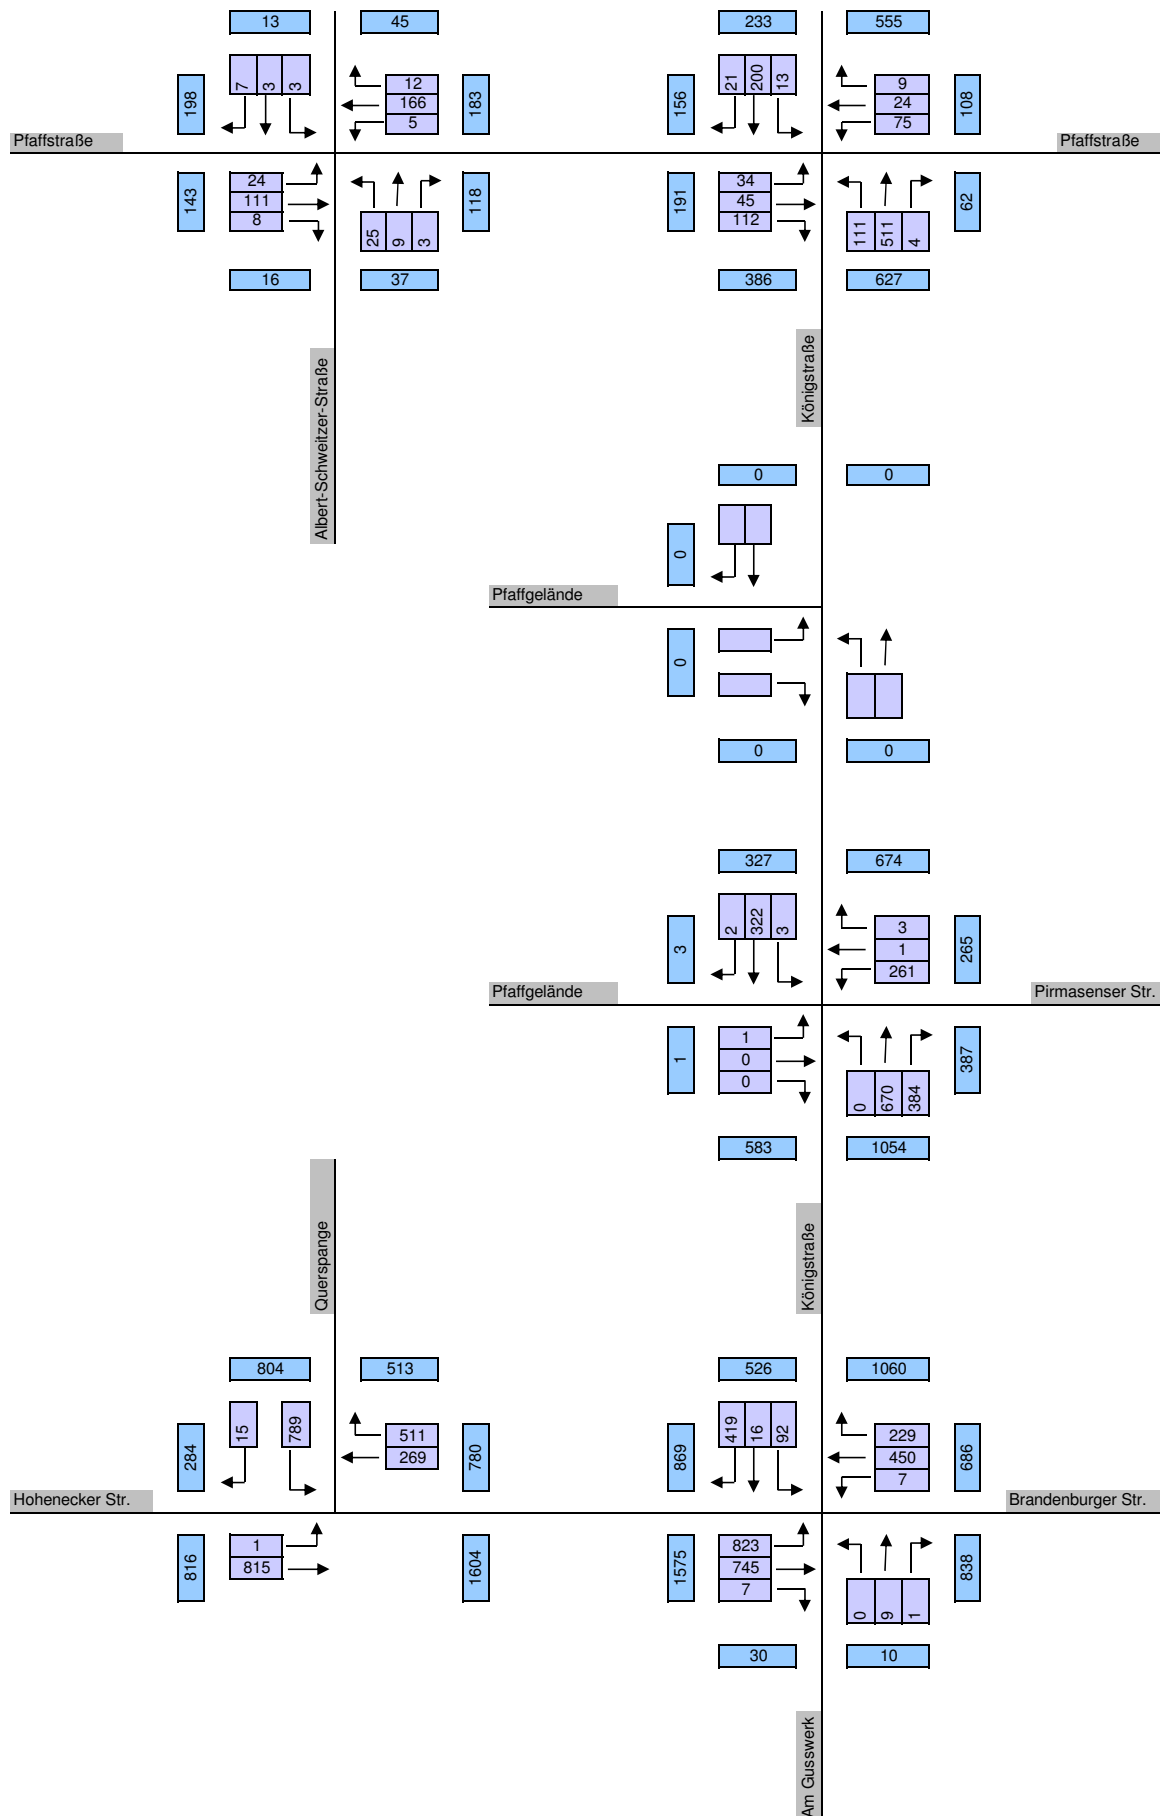 13 45 233 555
7 3 3 21 200 13
198 12 183 156 9 108
166 24
5 75
Pfaffstraße Pfaffstraße
143 24 118 191 34 62
111 45
8 112
25 9 3 111 511 4
16 37 386 627
Albert-Schweitzer-Straße
Königstraße
0 0
0
Pfaffgelände
0
0 0
327 674
2 322 3
3 3 265
1
261
Pfaffgelände Pirmasenser Str.
1 1 387
0
0
0 670 384
583 1054
Querspange
Königstraße
804 513 526 1060
15 789 419 16 92
284 511 780 869 229 686
269 450
7
Hohenecker Str. Brandenburger Str.
816 1 1604 1575 823 838
815 745
7
0 9 1
30 10
Am Gusswerk